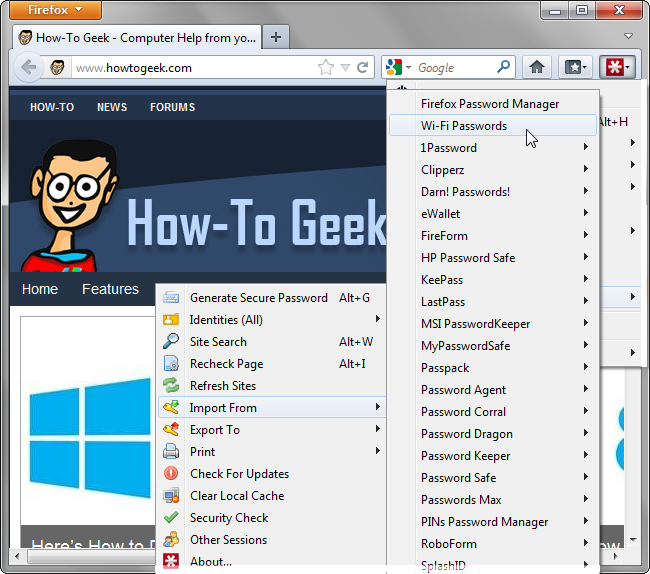 Firefox
How-To Geek - Computer Help from yo...
www.howtogeek.com
Google
HOW-TO NEWS FORUMS
How-To Geek
Home Features
Alt+H
Firefox Password Manager
Wi-Fi Passwords
1Password
Clipperz
Darn! Passwords!
eWallet
FireForm
HP Password Safe
KeePass
LastPass
MSI PasswordKeeper
MyPasswordSafe
Passpack
Password Agent
Password Corral
Password Dragon
Password Keeper
Password Safe
Passwords Max
PINs Password Manager
RoboForm
SplashID
Generate Secure Password Alt+G
Identities (All)
Site Search Alt+W
Recheck Page Alt+I
Refresh Sites
Import From
Export To
Print
Check For Updates
Clear Local Cache
Security Check
Other Sessions
About...
Here's How to